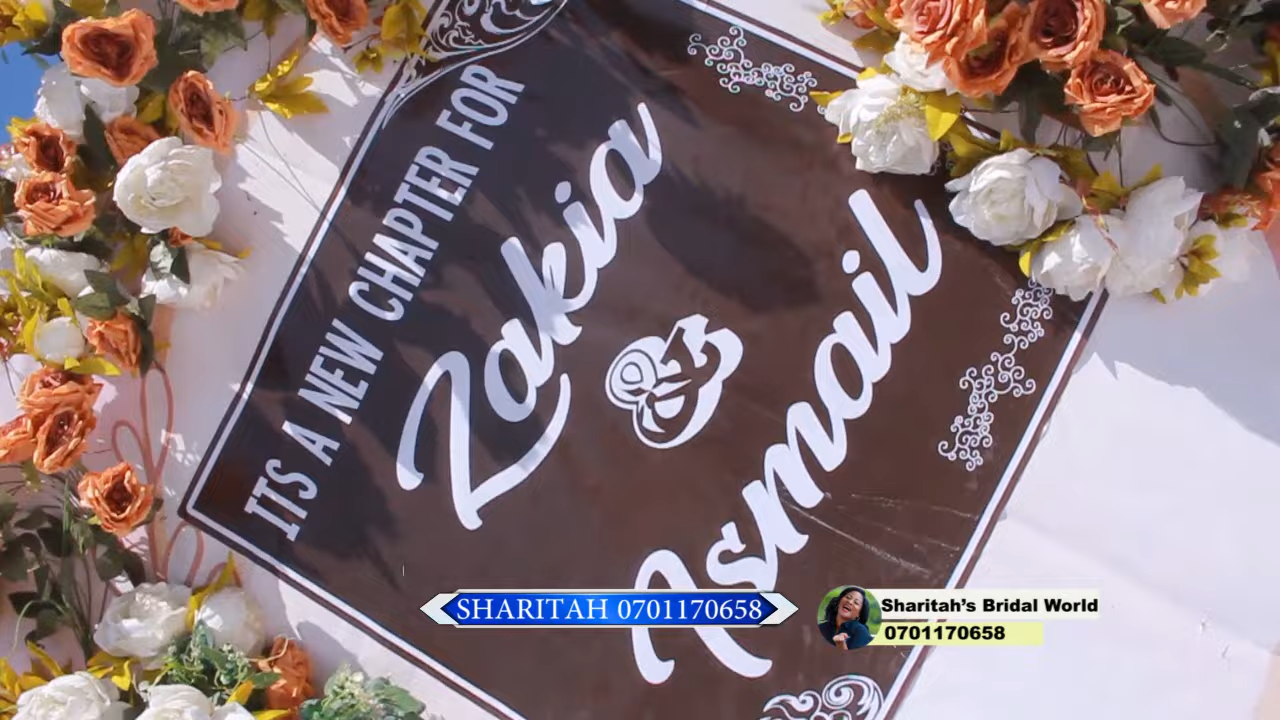 ITS A NEW CHAPTER FOR
Zakia
&
Asmail
SHARITAH 0701170658
Sharitah's Bridal World
0701170658